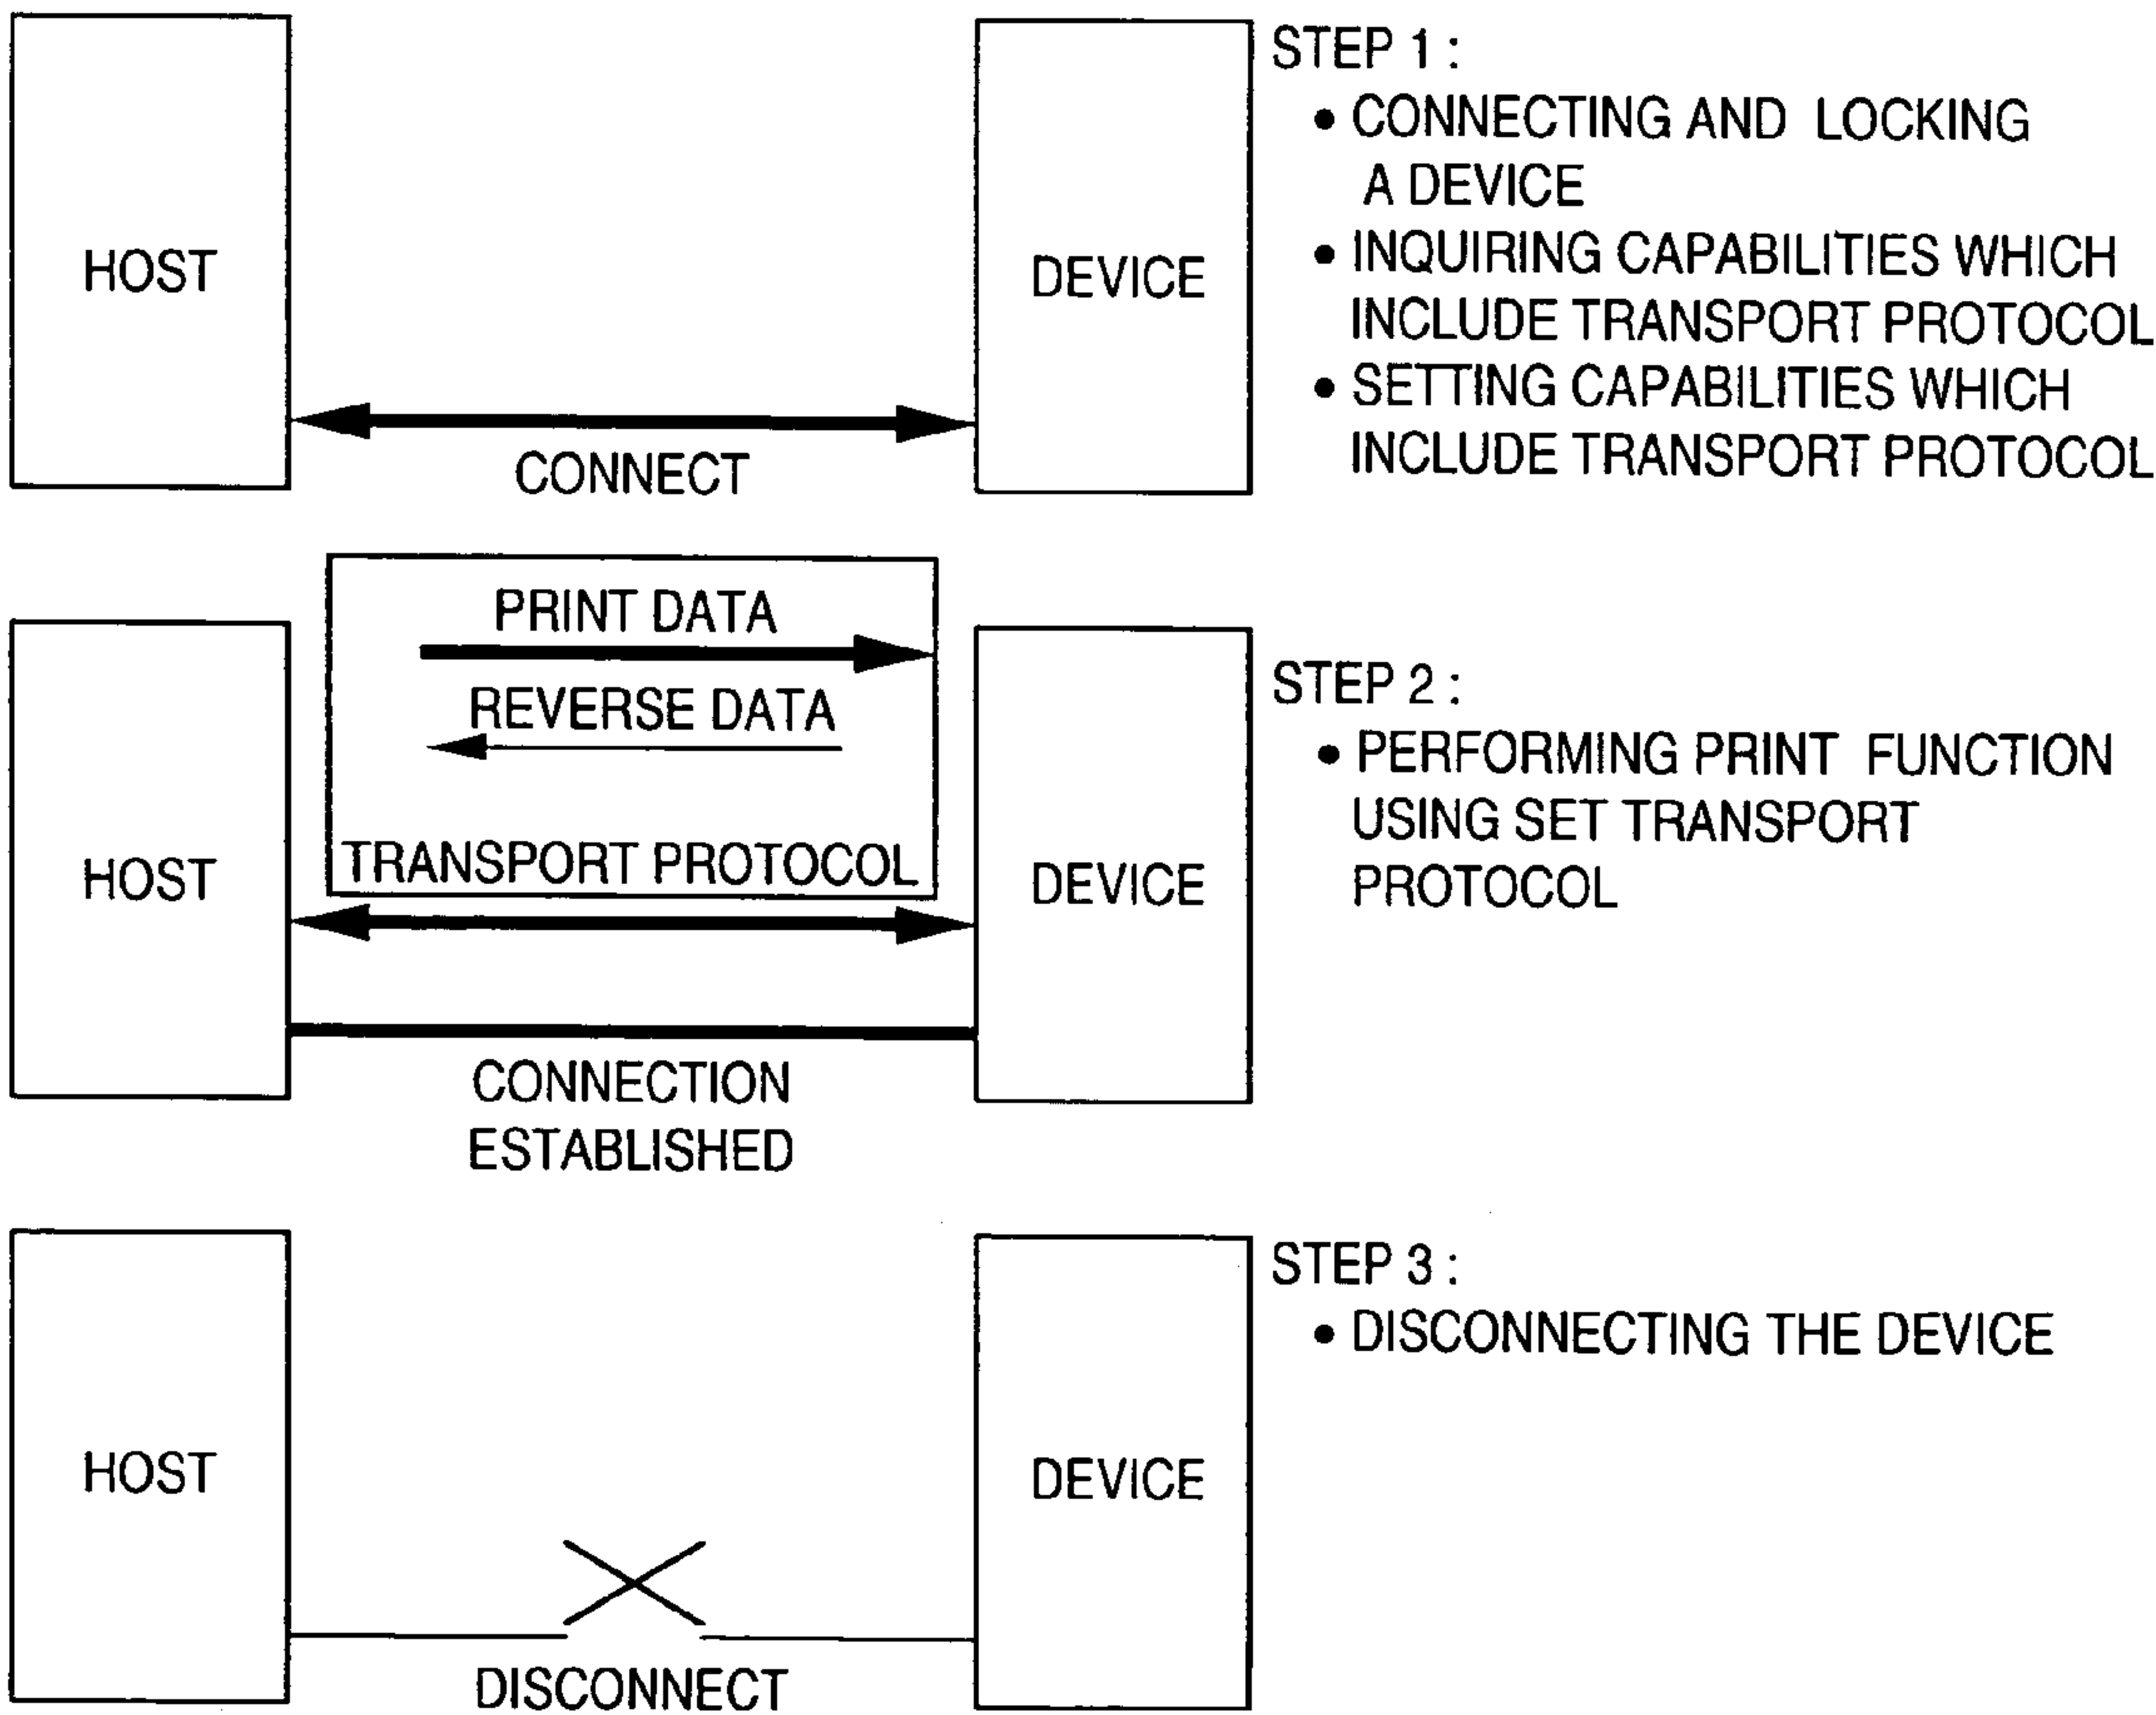 HOST
DEVICE
CONNECT
STEP 1 :
• CONNECTING AND LOCKING
A DEVICE
• INQUIRING CAPABILITIES WHICH
INCLUDE TRANSPORT PROTOCOL
• SETTING CAPABILITIES WHICH
INCLUDE TRANSPORT PROTOCOL
HOST
PRINT DATA
REVERSE DATA
TRANSPORT PROTOCOL
DEVICE
CONNECTION
ESTABLISHED
STEP 2 :
• PERFORMING PRINT FUNCTION
USING SET TRANSPORT
PROTOCOL
HOST
DEVICE
DISCONNECT
STEP 3 :
• DISCONNECTING THE DEVICE